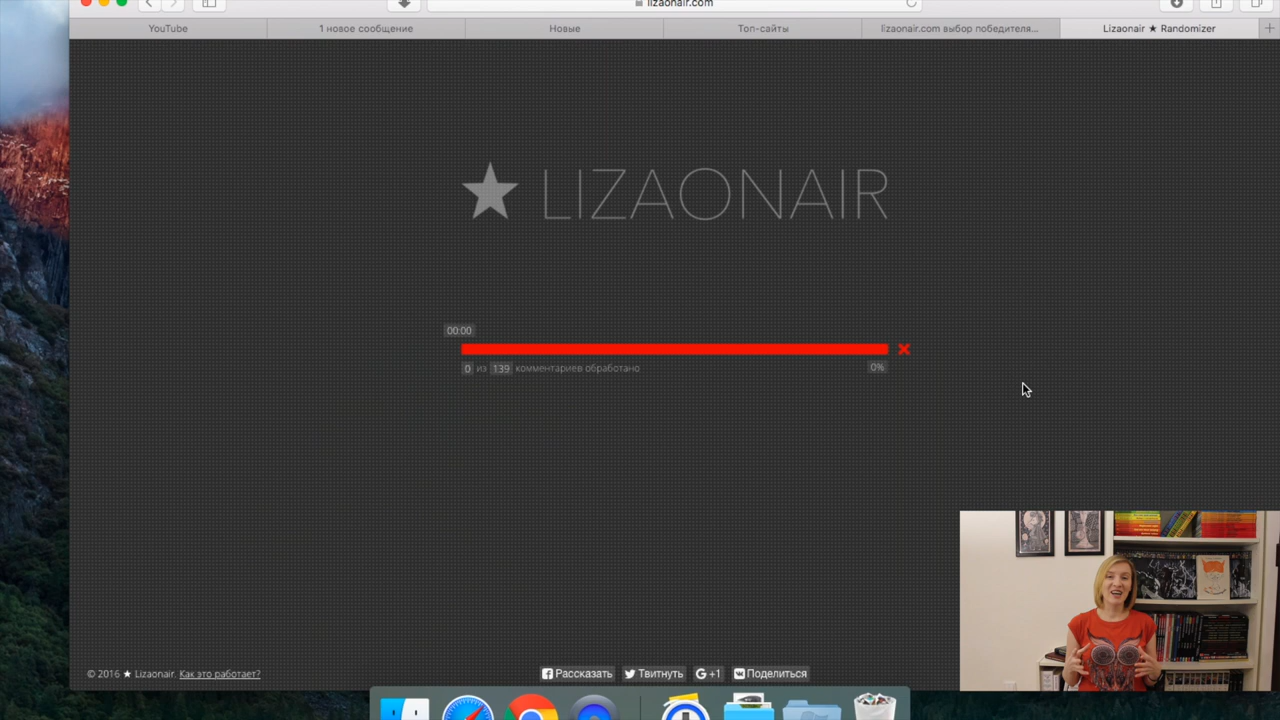 lizaonair.com
YouTube
1 новое сообщение
Новые
Топ-сайты
lizaonair.com выбор победителя...
Lizaonair ★ Randomizer
★ LIZAONAIR
00:00
0 из 139 комментариев обработано
0%
© 2016 ★ Lizaonair. Как это работает?
Рассказать
Твитнуть
G +1
Поделиться